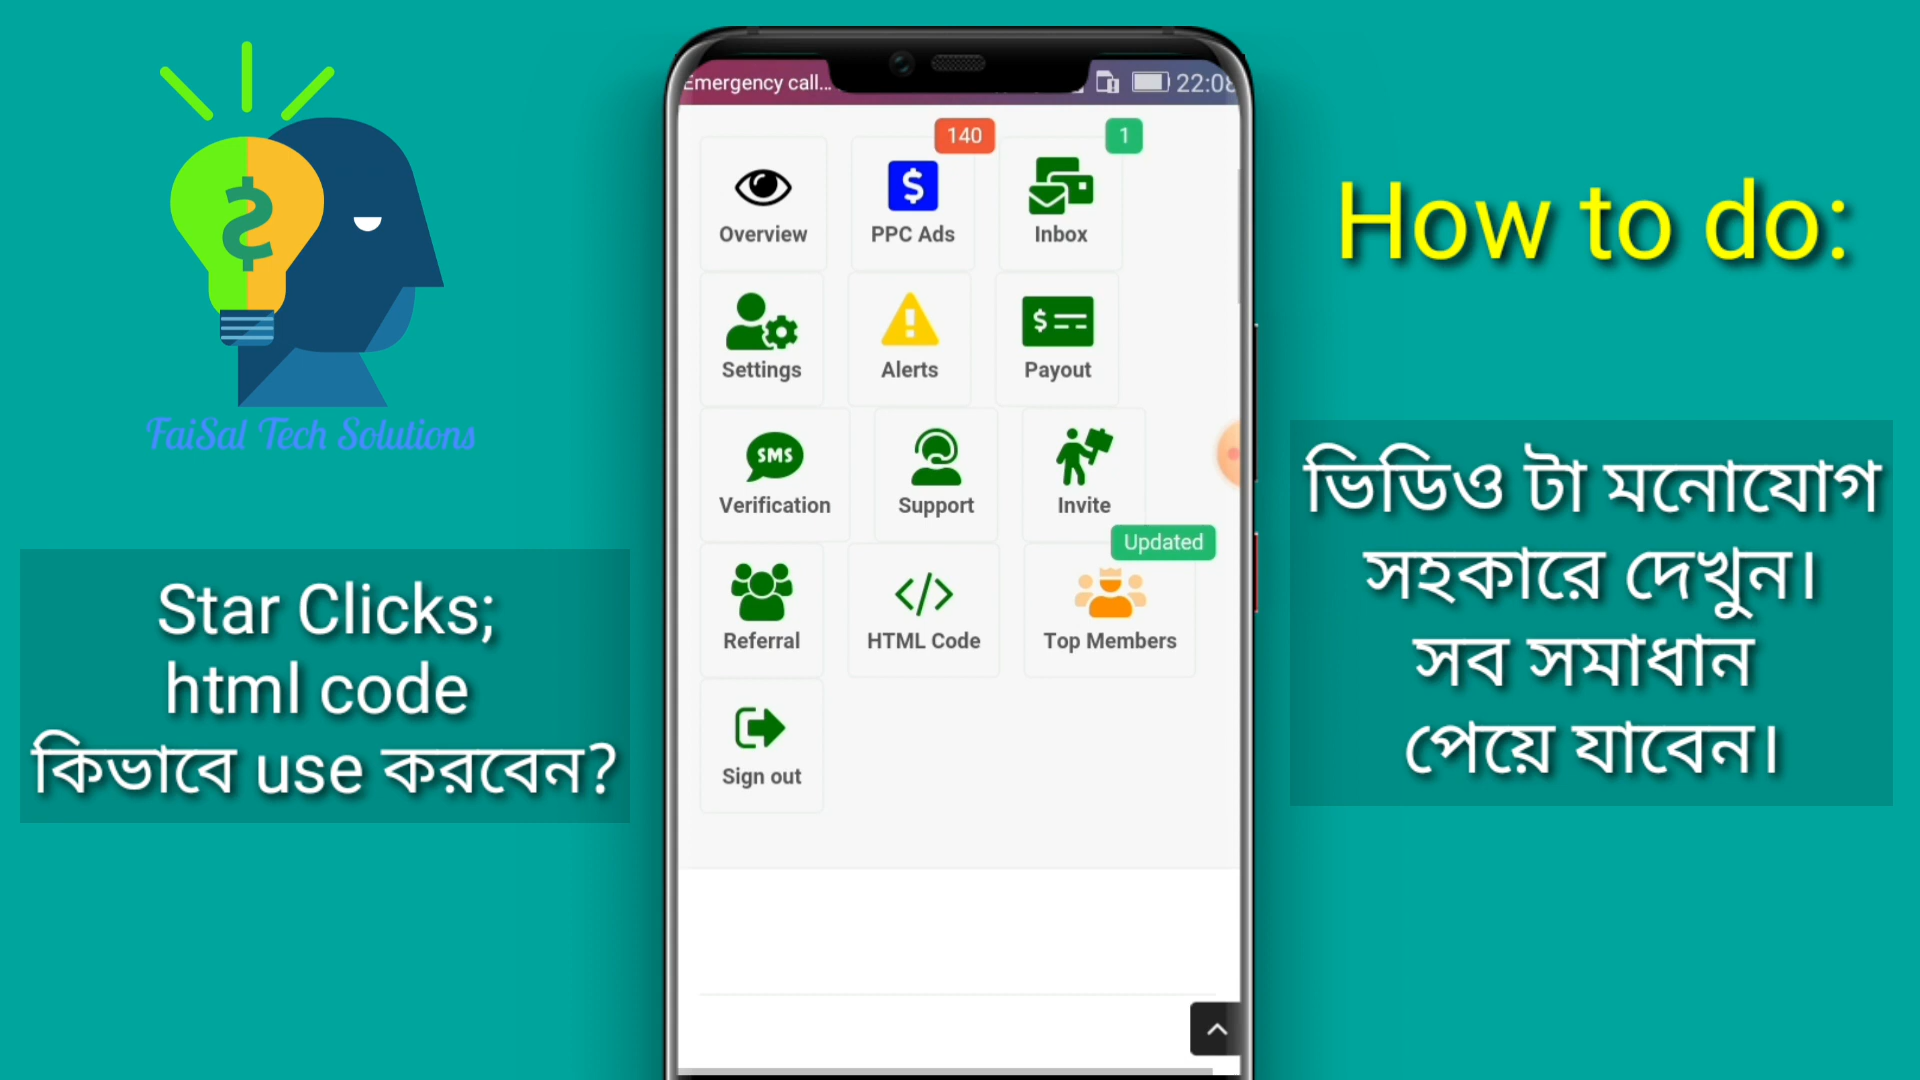 FaiSal Tech Solutions
Star Clicks;
html code
কিভাবে use করবেন?
Emergency call...
22:08
140
1
$
Overview
PPC Ads
Inbox
$
Settings
Alerts
Payout
SMS
Verification
Support
Invite
Updated
</>
Referral
HTML Code
Top Members
Sign out
How to do:
ভিডিও টা মনোযোগ
সহকারে দেখুন।
সব সমাধান
পেয়ে যাবেন।